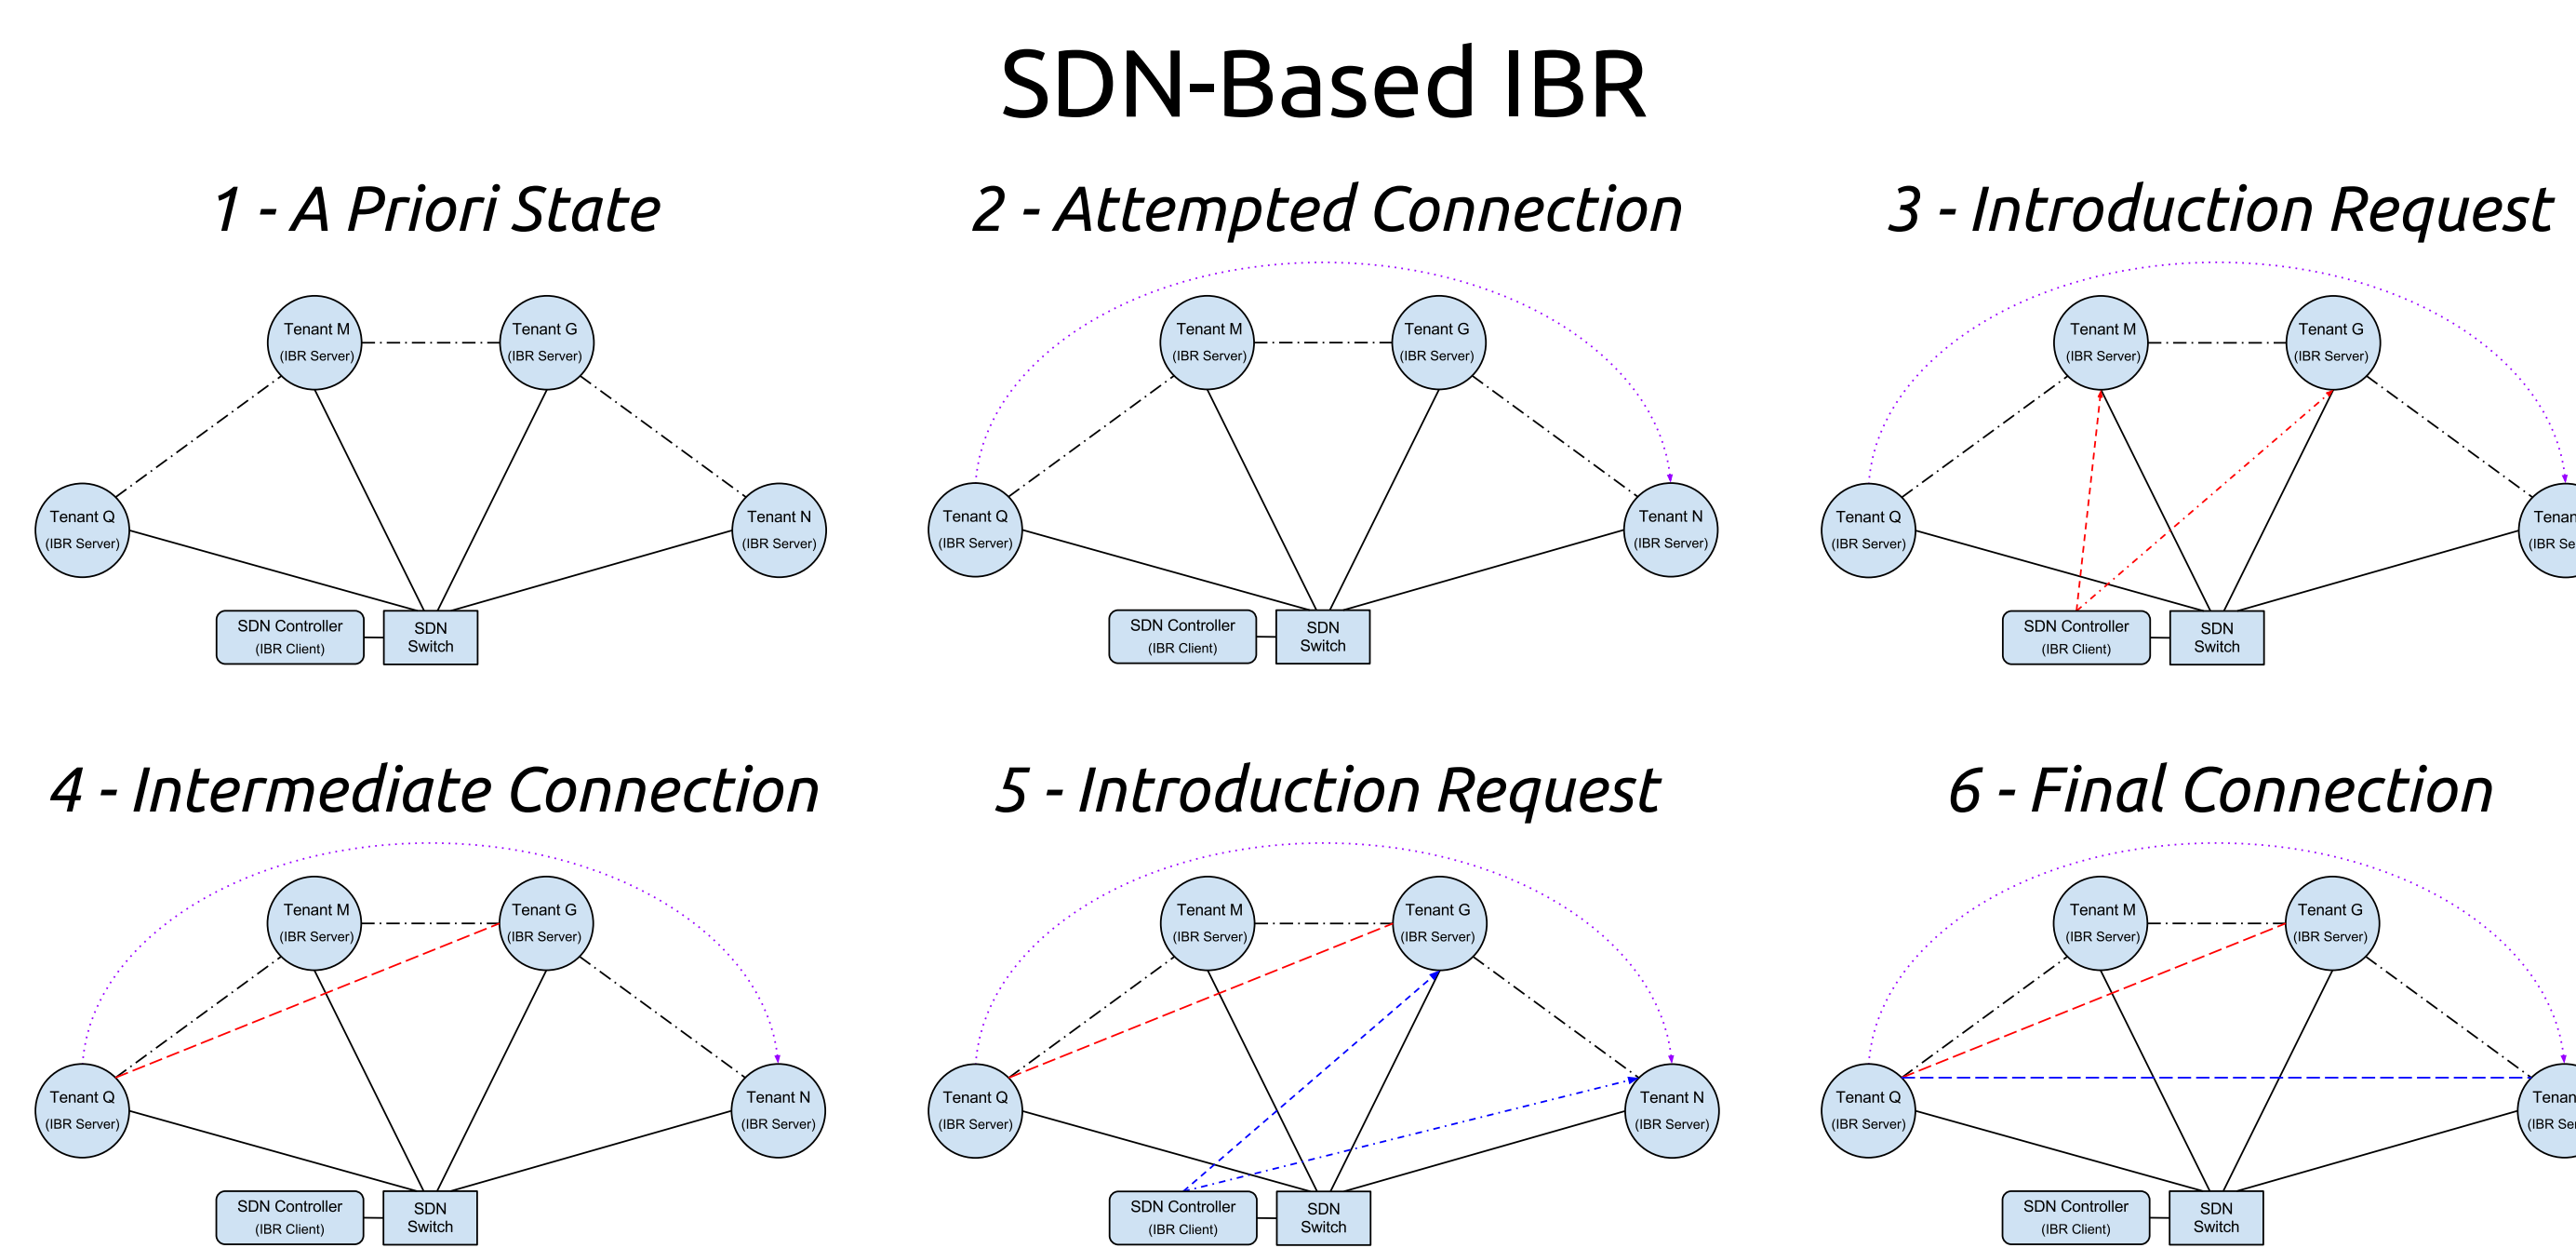 SDN-Based IBR
1 - A Priori State
2 - Attempted Connection
3 - Introduction Request
Tenant M
(IBR Server)
Tenant G
(IBR Server)
Tenant Q
(IBR Server)
Tenant N
(IBR Server)
SDN Controller
(IBR Client)
SDN
Switch
Tenant M
(IBR Server)
Tenant G
(IBR Server)
Tenant Q
(IBR Server)
Tenant N
(IBR Server)
SDN Controller
(IBR Client)
SDN
Switch
Tenant M
(IBR Server)
Tenant G
(IBR Server)
Tenant Q
(IBR Server)
SDN Controller
(IBR Client)
SDN
Switch
4 - Intermediate Connection
5 - Introduction Request
6 - Final Connection
Tenant M
(IBR Server)
Tenant G
(IBR Server)
Tenant Q
(IBR Server)
Tenant N
(IBR Server)
SDN Controller
(IBR Client)
SDN
Switch
Tenant M
(IBR Server)
Tenant G
(IBR Server)
Tenant Q
(IBR Server)
Tenant N
(IBR Server)
SDN Controller
(IBR Client)
SDN
Switch
Tenant M
(IBR Server)
Tenant G
(IBR Server)
Tenant Q
(IBR Server)
SDN Controller
(IBR Client)
SDN
Switch